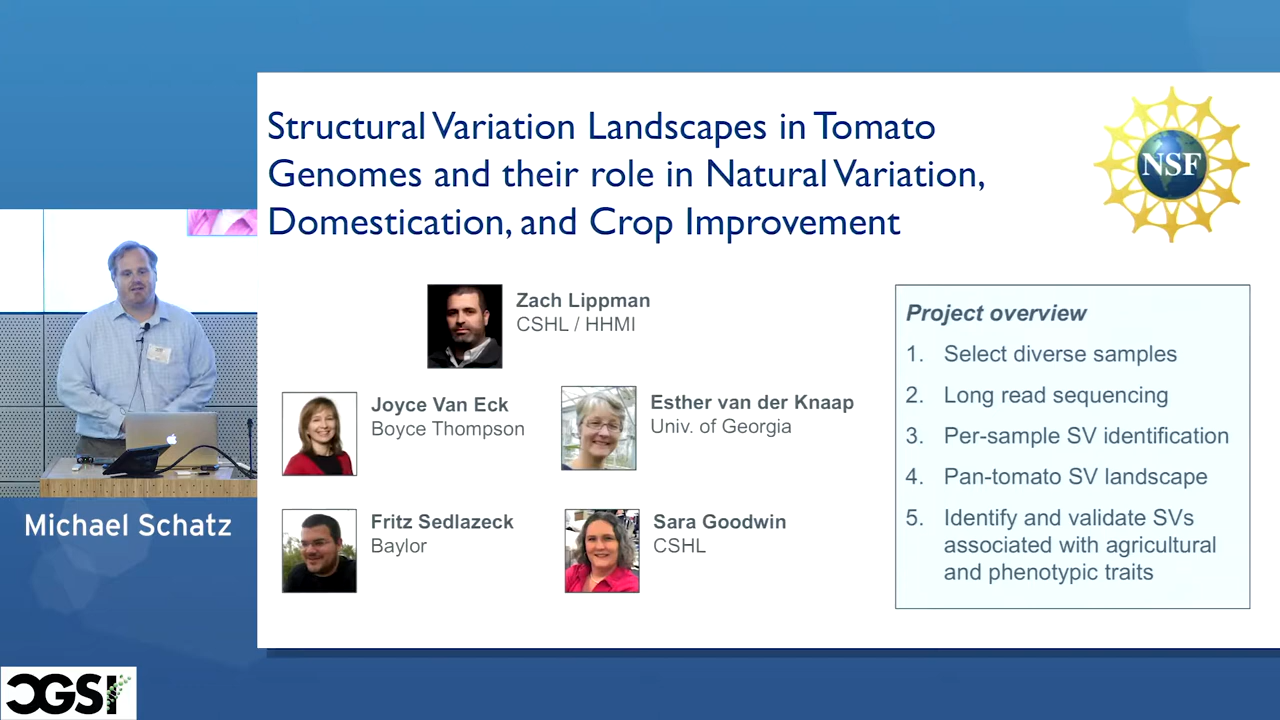 Structural Variation Landscapes in Tomato
Genomes and their role in Natural Variation,
Domestication, and Crop Improvement
NSF
Zach Lippman
CSHL / HHMI
Joyce Van Eck
Boyce Thompson
Esther van der Knaap
Univ. of Georgia
Fritz Sedlazeck
Baylor
Sara Goodwin
CSHL
Project overview
1. Select diverse samples
2. Long read sequencing
3. Per-sample SV identification
4. Pan-tomato SV landscape
5. Identify and validate SVs
associated with agricultural
and phenotypic traits
Michael Schatz
CGSI